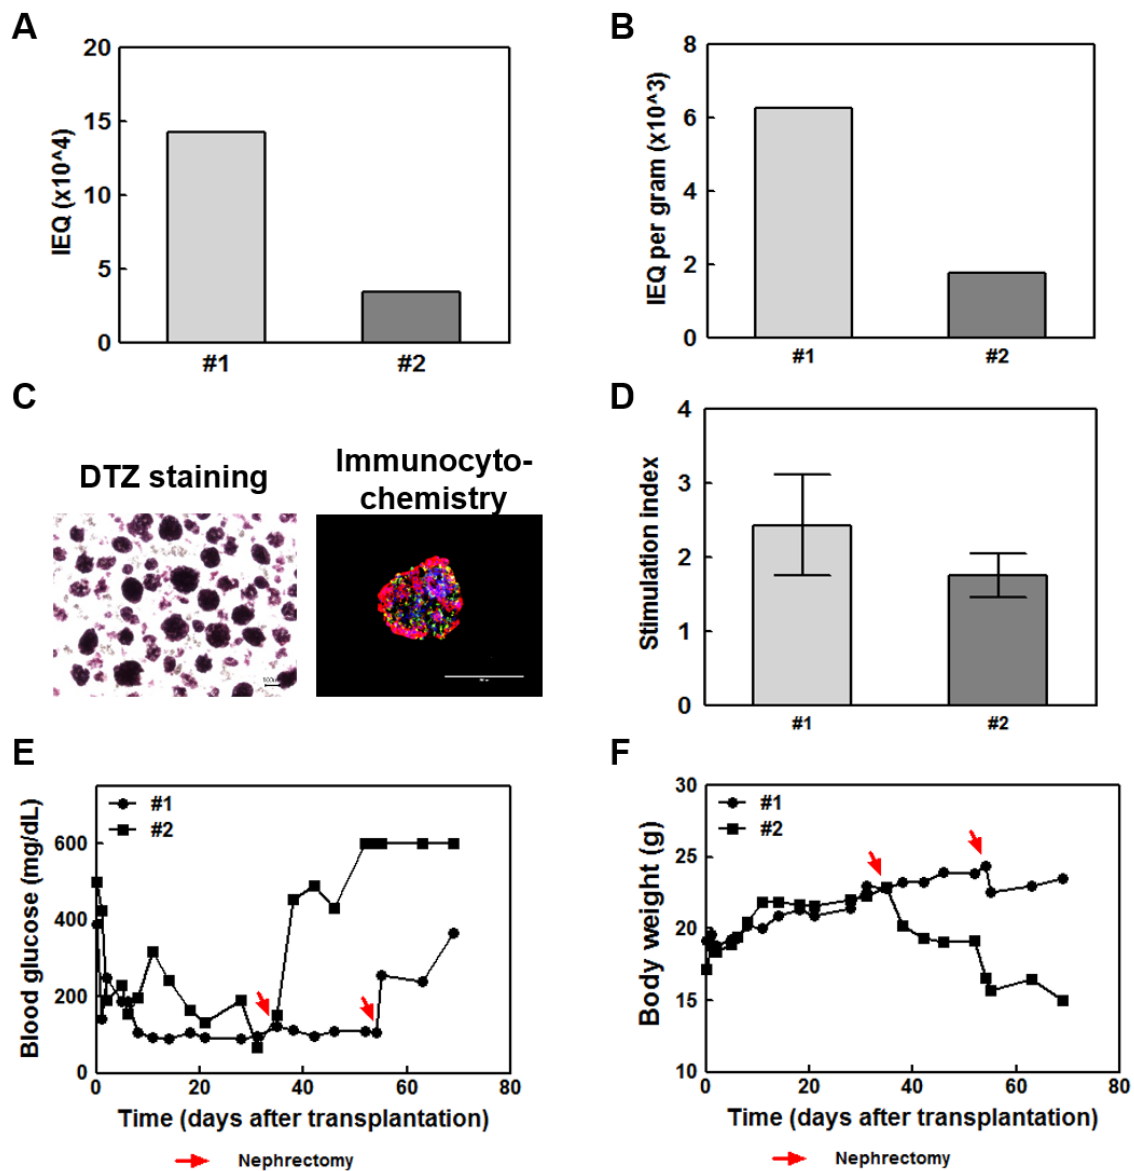 A
IEQ (x10^4)
20
15
10
5
0
#1
#2
B
IEQ per gram (x10^3)
8
6
4
2
0
#1
#2
C
DTZ staining
Immunocyto-
chemistry
D
Stimulation index
4
3
2
1
0
#1
#2
E
Blood glucose (mg/dL)
600
400
200
0
#1
#2
0
20
40
60
80
Time (days after transplantation)
Nephrectomy
F
Body weight (g)
30
25
20
15
10
#1
#2
0
20
40
60
80
Time (days after transplantation)
Nephrectomy